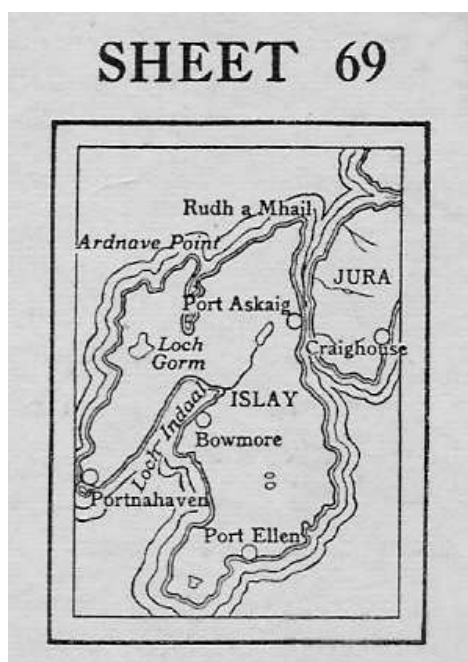 SHEET 69
Rudh a Mhail
Ardnave Point
JURA
Port Askaig
Craighouse
Loch
Gorm
ISLAY
Loch Indaal
Bowmore
Portnahaven
Port Ellen